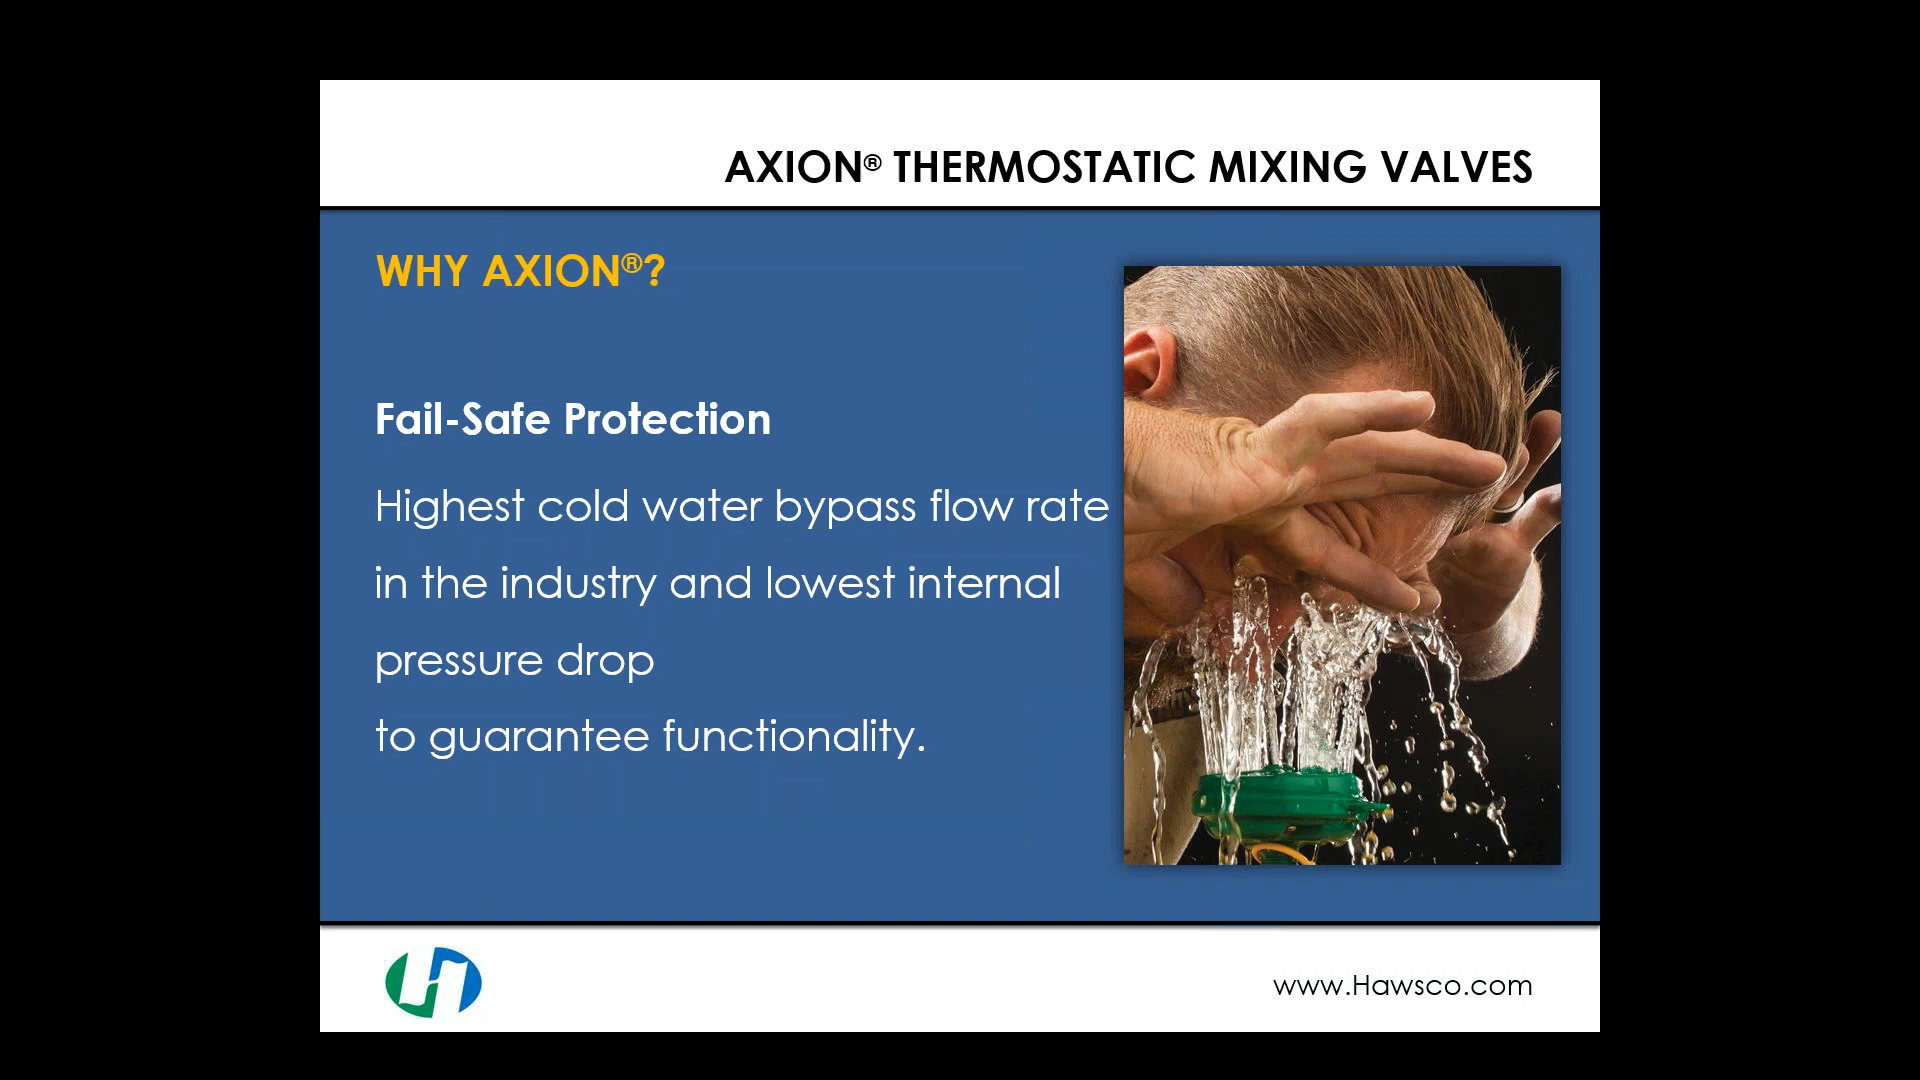 AXION® THERMOSTATIC MIXING VALVES
WHY AXION®?
Fail-Safe Protection
Highest cold water bypass flow rate
in the industry and lowest internal
pressure drop
to guarantee functionality.
www.Hawsco.com